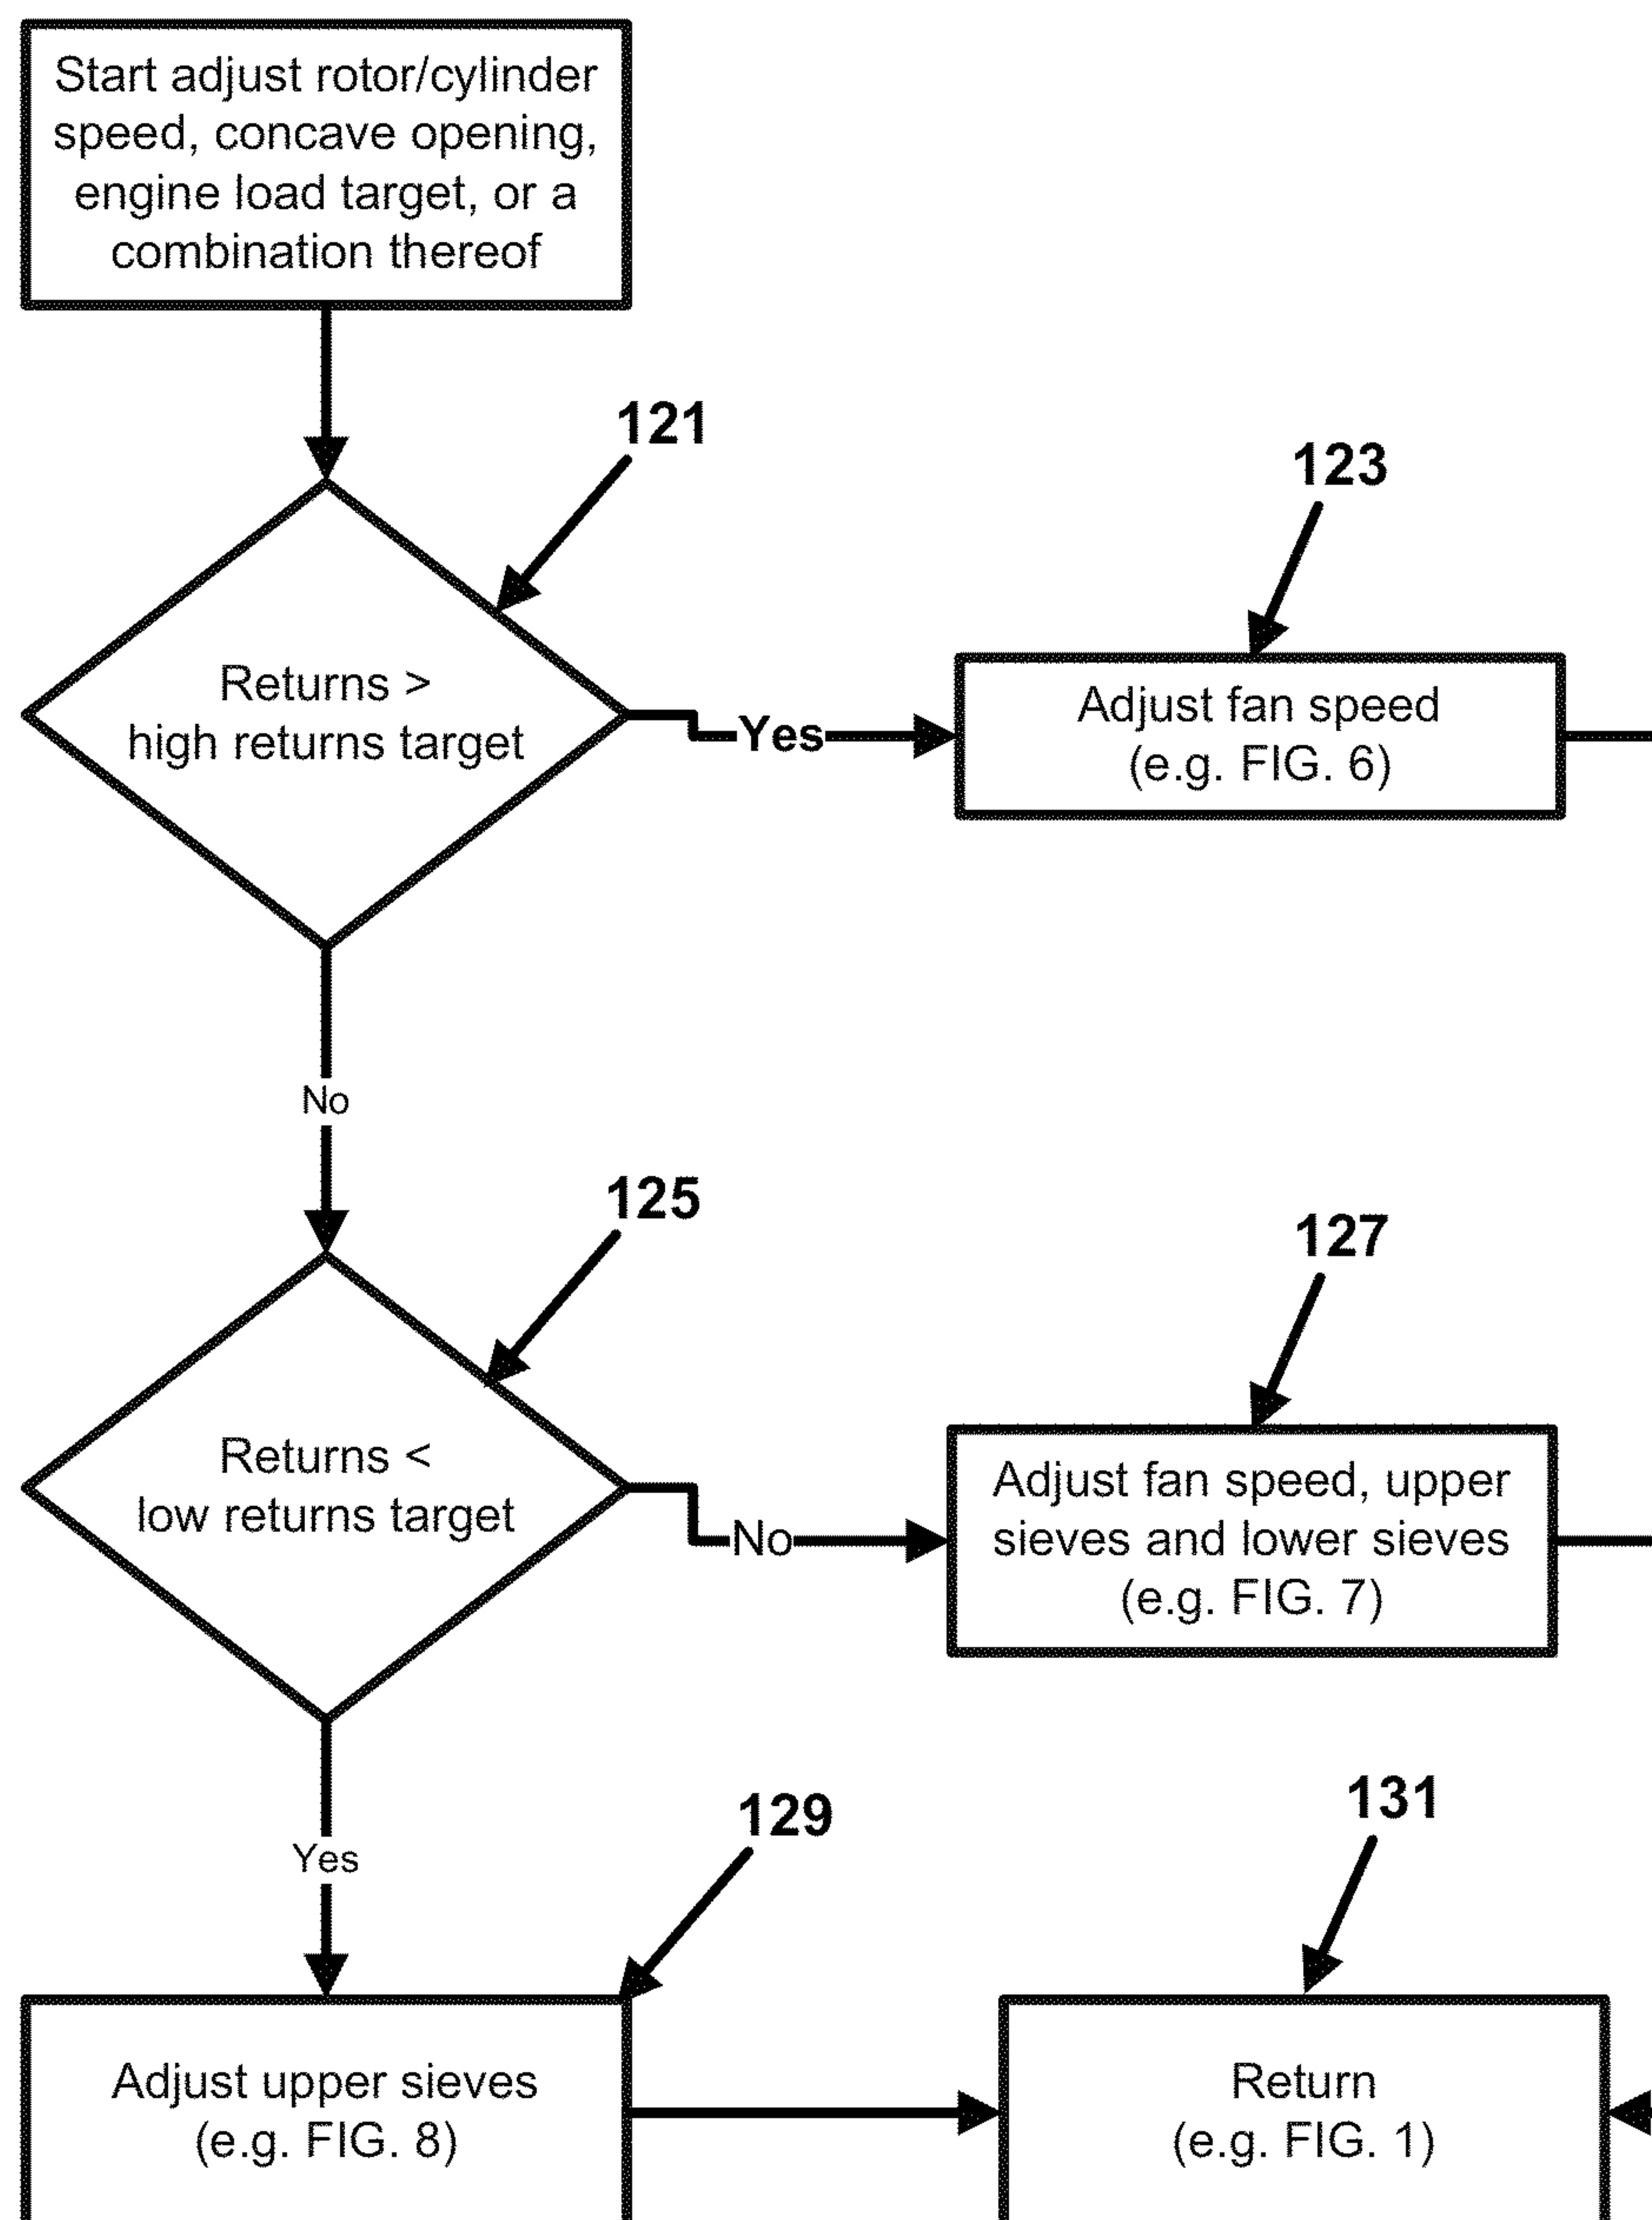 Start adjust rotor/cylinder
speed, concave opening,
engine load target, or a
combination thereof
121
123
Returns >
high returns target
Yes
Adjust fan speed
(e.g. FIG. 6)
No
125
127
Returns <
low returns target
No
Adjust fan speed, upper
sieves and lower sieves
(e.g. FIG. 7)
Yes
129
131
Adjust upper sieves
(e.g. FIG. 8)
Return
(e.g. FIG. 1)